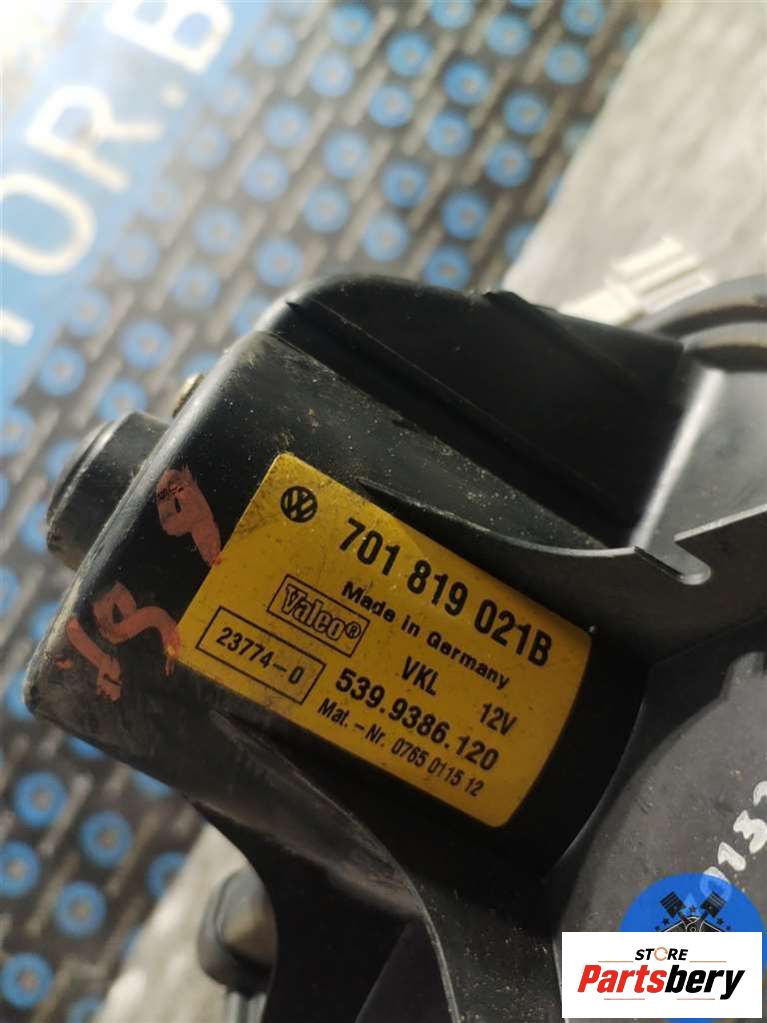 TOR.B
701 819 021B
Made in Germany
Valeo®
VKL 12V
23774-0
539.9386.120
Mat.-Nr. 0765 0115 12
STORE
Partsbery